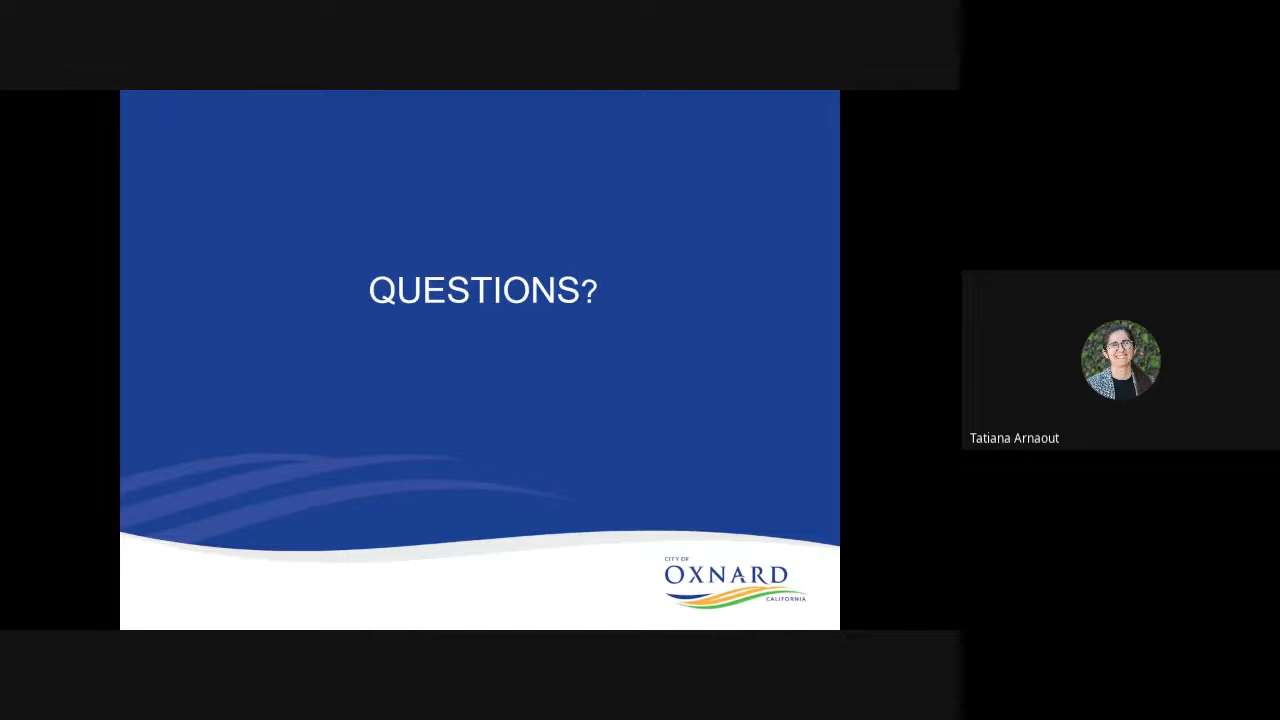 QUESTIONS?
Tatiana Arnaout
CITY OF
OXNARD
CALIFORNIA